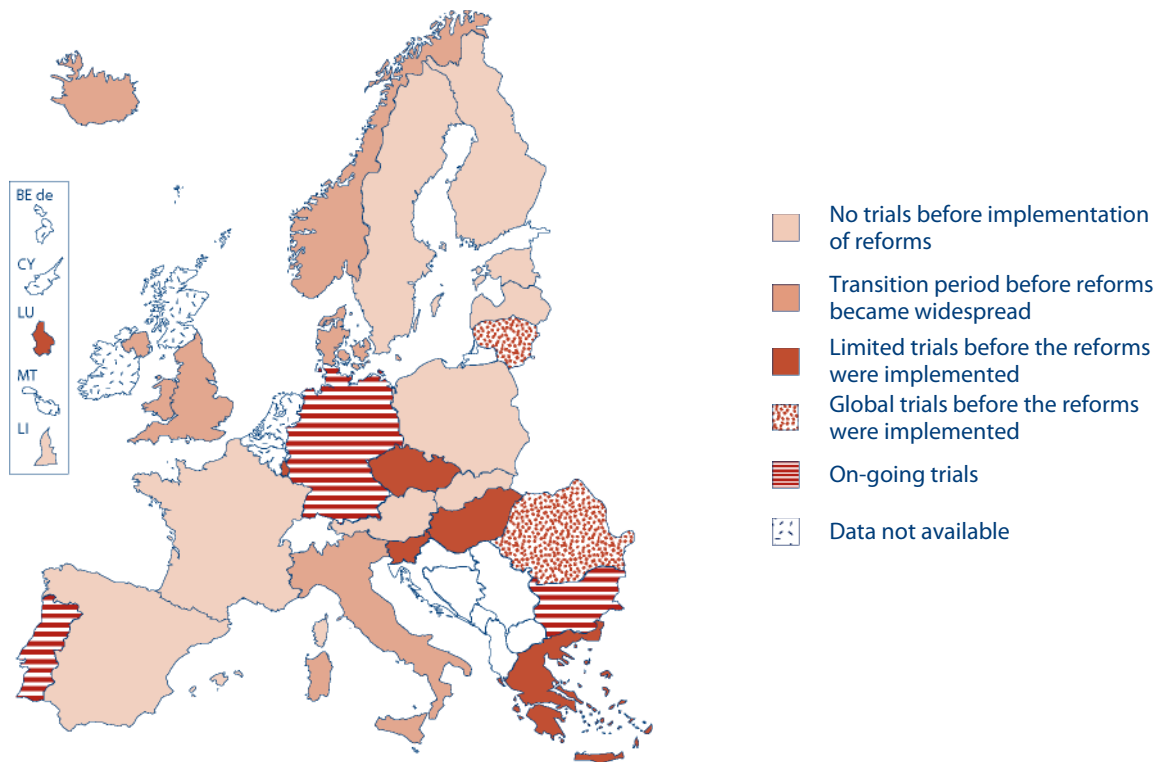 BE de
CY
LU
MT
LI
No trials before implementation
of reforms
Transition period before reforms
became widespread
Limited trials before the reforms
were implemented
Global trials before the reforms
were implemented
On-going trials
Data not available